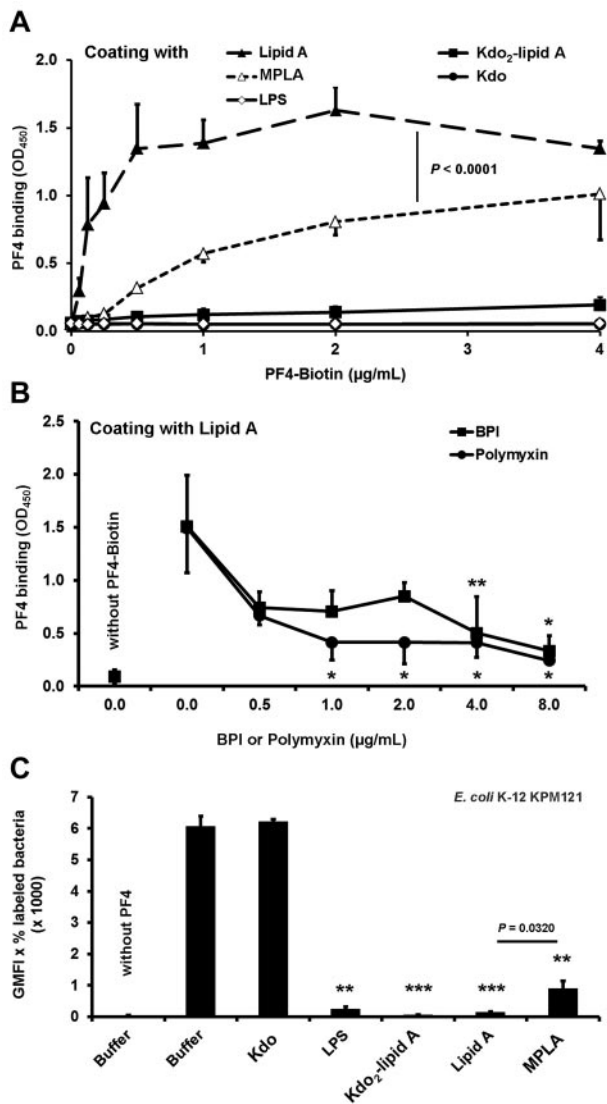 A
Coating with
Lipid A
MPLA
LPS
Kdo₂-lipid A
Kdo
PF4 binding (OD₄₅₀)
2.0
1.5
1.0
0.5
0.0
P < 0.0001
0 1 2 3 4
PF4-Biotin (µg/mL)
B
Coating with Lipid A
BPI
Polymyxin
PF4 binding (OD₄₅₀)
2.5
2.0
1.5
1.0
0.5
0.0
without PF4-Biotin
** *
* * * *
0.0 0.0 0.5 1.0 2.0 4.0 8.0
BPI or Polymyxin (µg/mL)
C
E. coli K-12 KPM121
GMFI x % labeled bacteria
(x 1000)
7
6
5
4
3
2
1
0
without PF4
P = 0.0320
** *** *** **
Buffer Buffer Kdo LPS Kdo₂-lipid A Lipid A MPLA